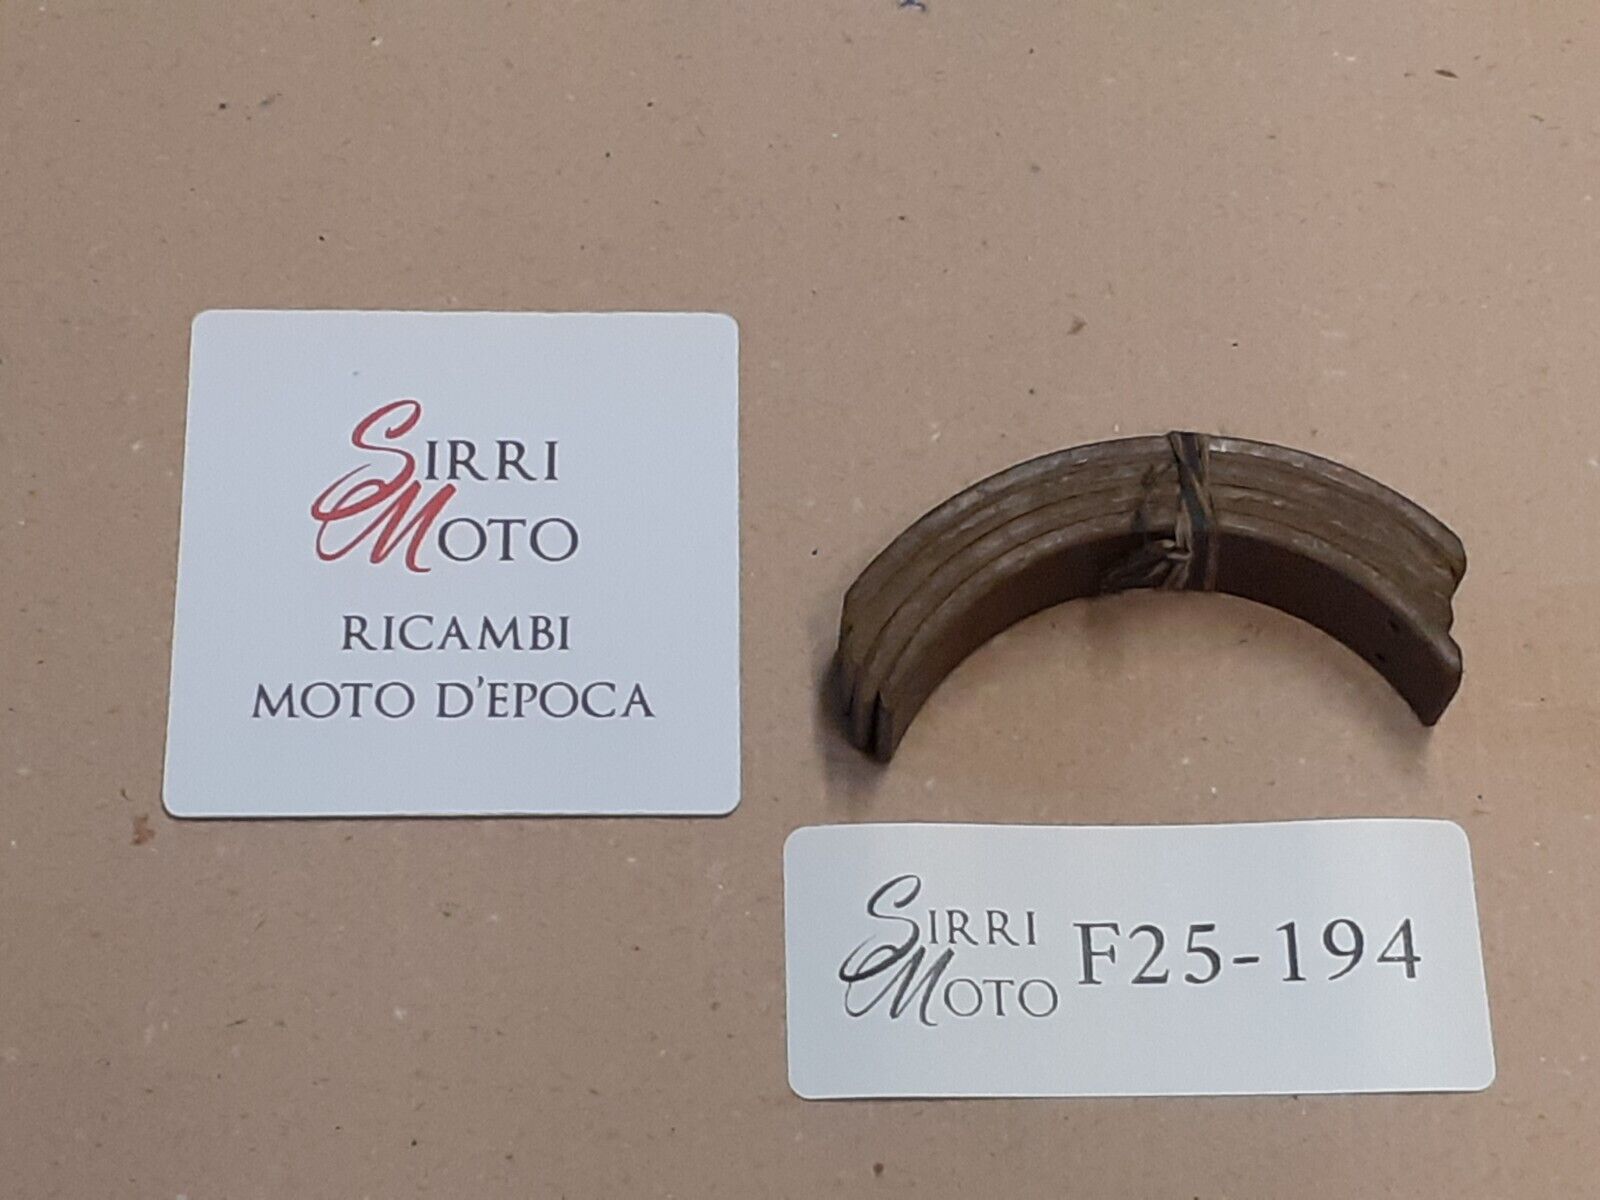 SIRRI
MOTO
RICAMBI
MOTO D'EPOCA
SIRRI
MOTO
F25-194